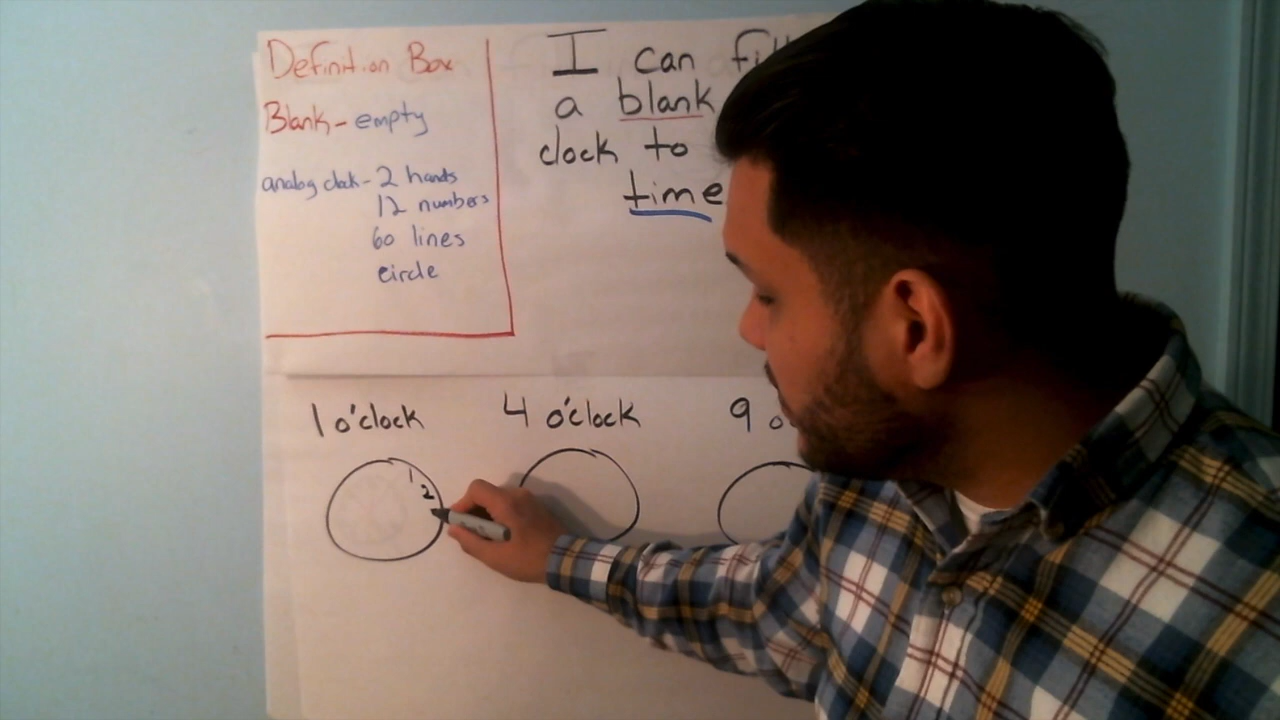 Definition Box
Blank - empty
analog clock - 2 hands
12 numbers
60 lines
circle
I can
a blank
clock to
time
1 o'clock
4 o'clock
9
1
2